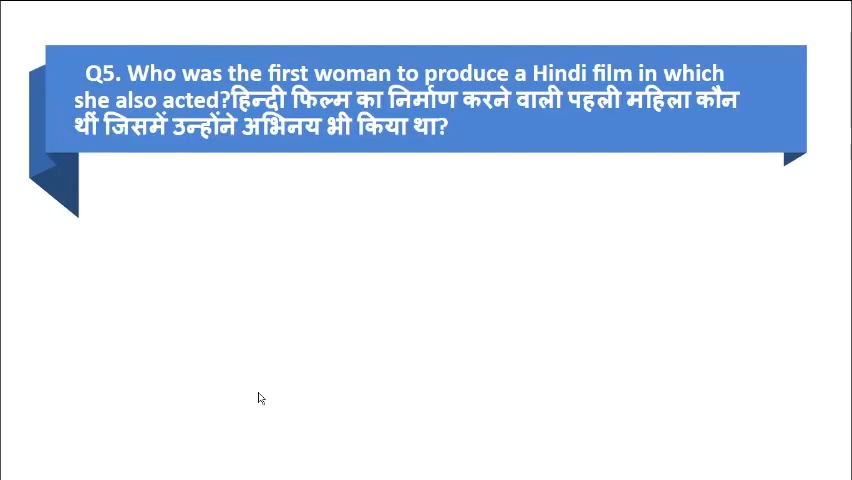 Q5. Who was the first woman to produce a Hindi film in which
she also acted?हिन्दी फिल्म का निर्माण करने वाली पहली महिला कौन
थीं जिसमें उन्होंने अभिनय भी किया था?